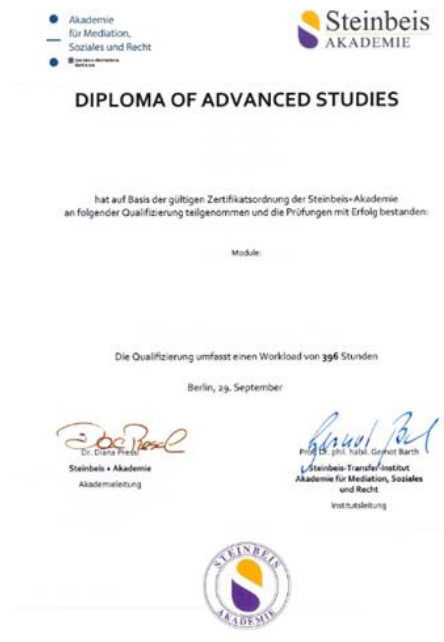 Akademie
für Mediation,
Soziales und Recht
Steinbeis
AKADEMIE
DIPLOMA OF ADVANCED STUDIES
hat auf Basis der gültigen Zertifikatsordnung der Steinbeis+Akademie
an folgender Qualifizierung teilgenommen und die Prüfungen mit Erfolg bestanden:
Module:
Die Qualifizierung umfasst einen Workload von 396 Stunden
Berlin, 29. September
Dr. Diana Pressl
Steinbeis + Akademie
Akademieleitung
Prof. Dr. phil. habil. Gernot Barth
Steinbeis-Transfer-Institut
Akademie für Mediation, Soziales
und Recht
Institutsleitung
STEINBEIS
AKADEMIE